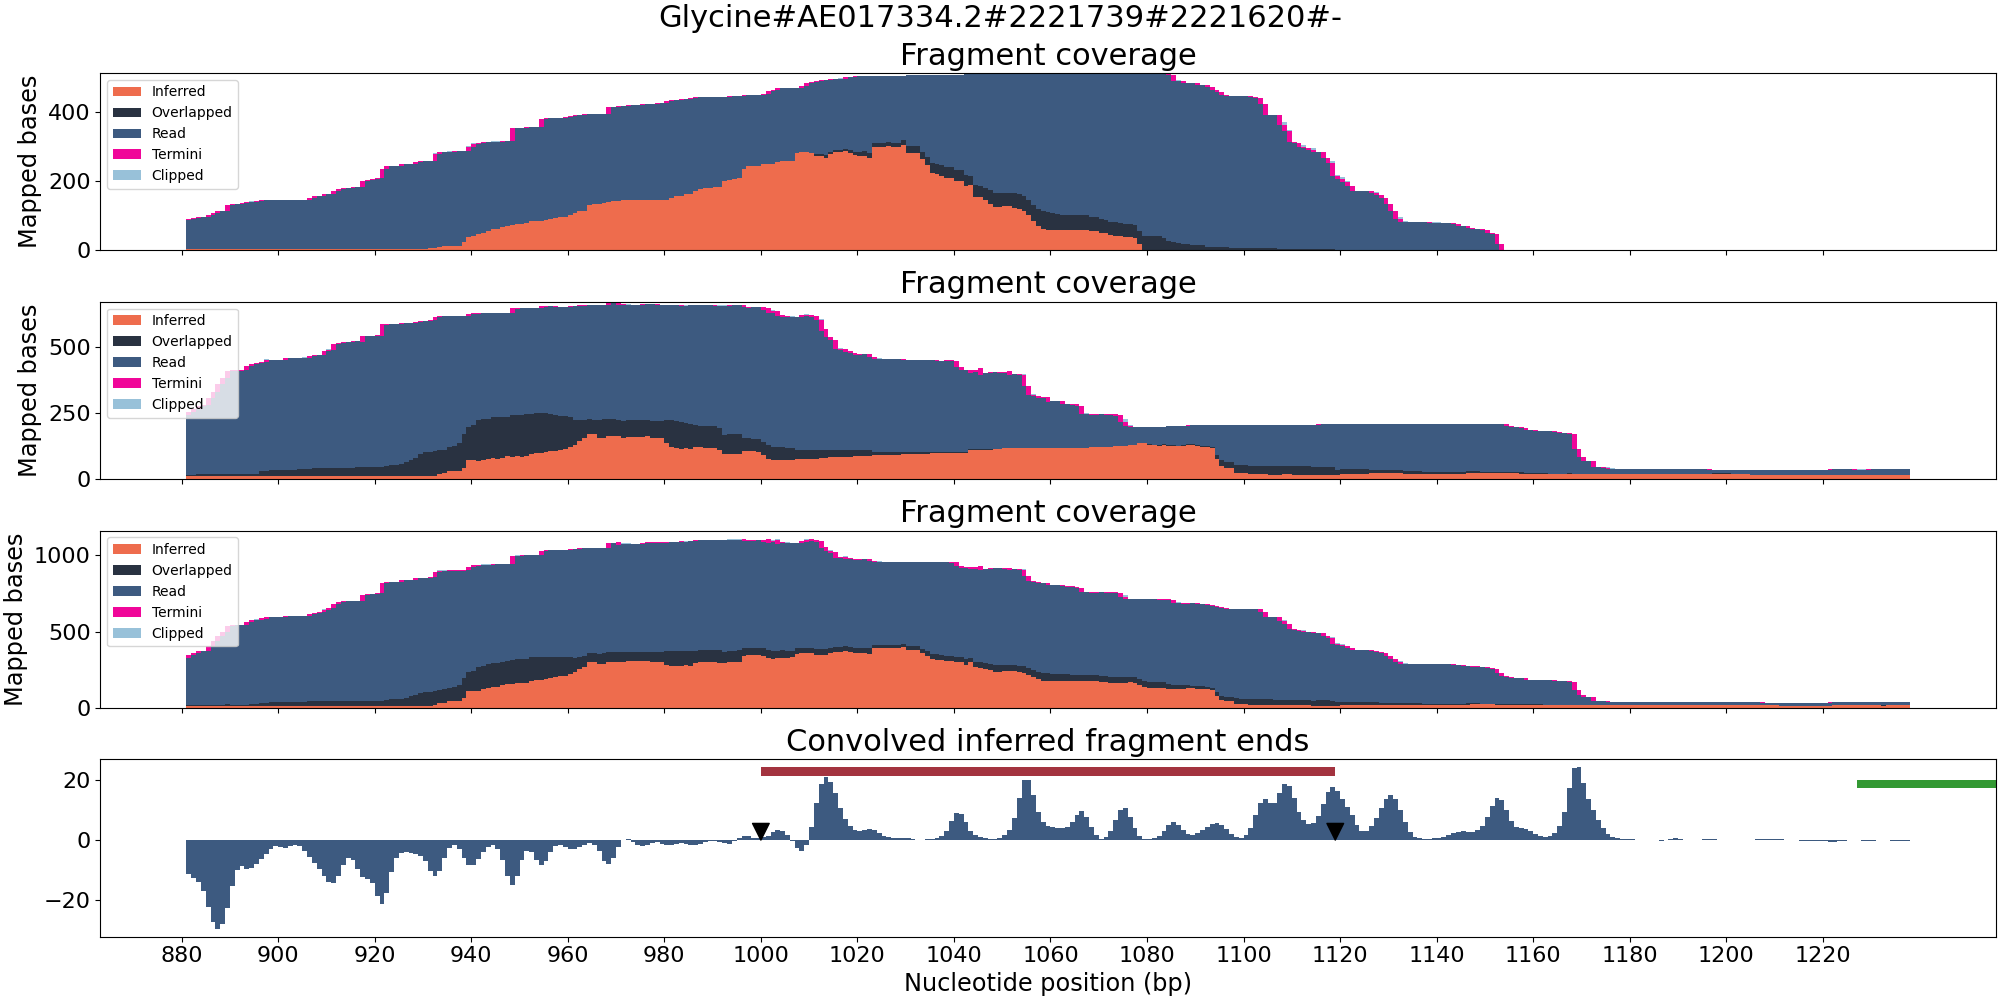 Glycine#AE017334.2#2221739#2221620#-
Fragment coverage
Mapped bases
400
200
0
Inferred
Overlapped
Read
Termini
Clipped
Fragment coverage
Mapped bases
500
250
0
Inferred
Overlapped
Read
Termini
Clipped
Fragment coverage
Mapped bases
1000
500
0
Inferred
Overlapped
Read
Termini
Clipped
Convolved inferred fragment ends
20
0
−20
880 900 920 940 960 980 1000 1020 1040 1060 1080 1100 1120 1140 1160 1180 1200 1220
Nucleotide position (bp)